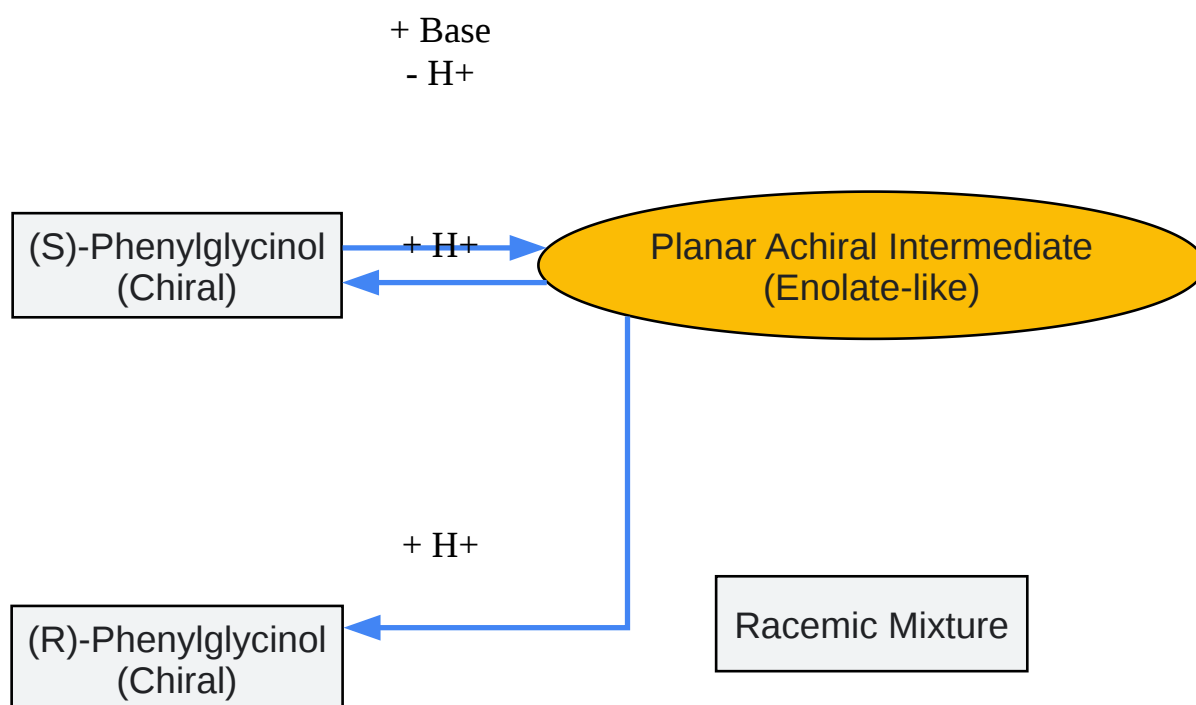 + Base
- H+
(S)-Phenylglycinol
(Chiral)
+ H+
Planar Achiral Intermediate
(Enolate-like)
+ H+
(R)-Phenylglycinol
(Chiral)
Racemic Mixture